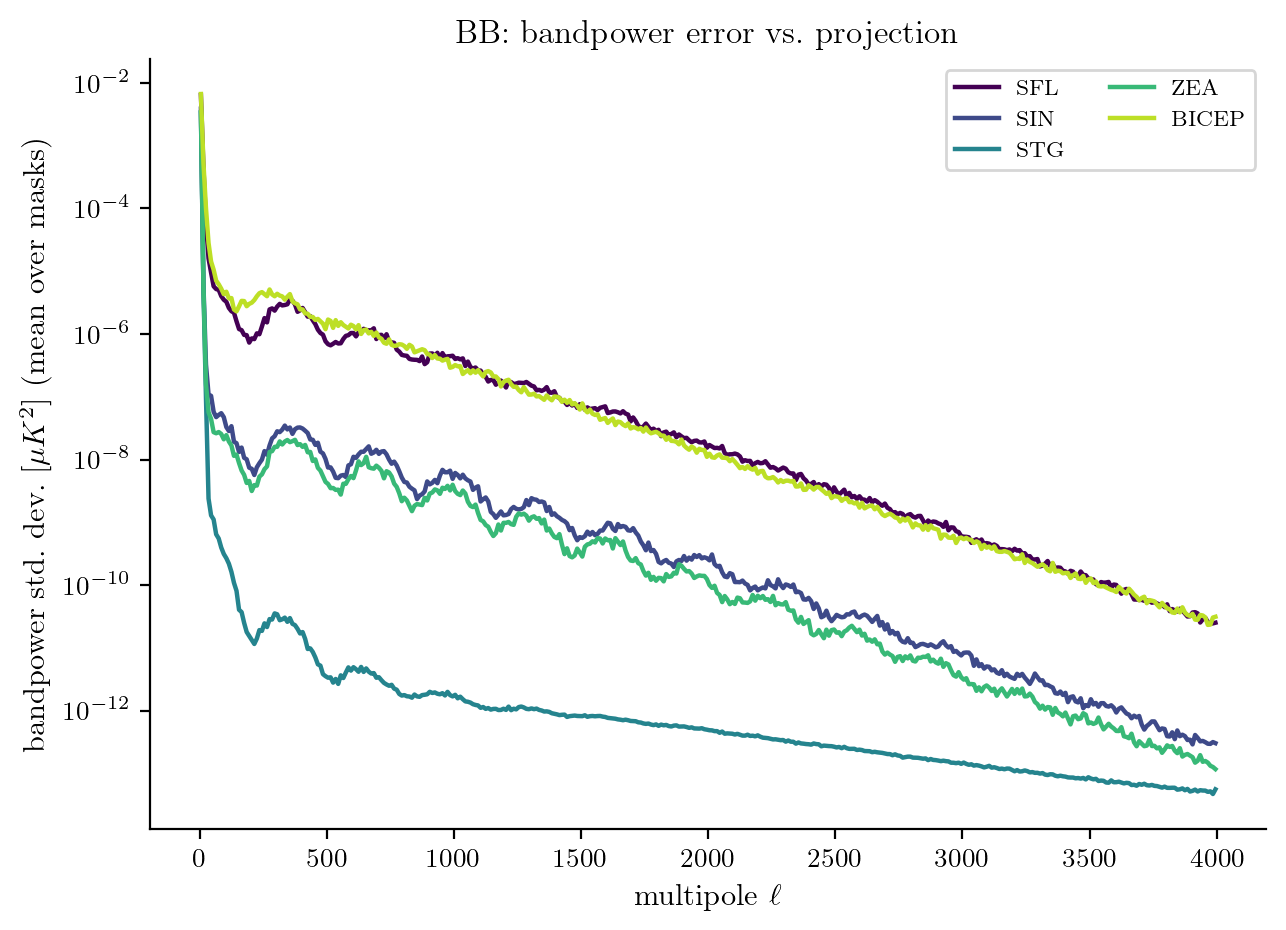 BB: bandpower error vs. projection
SFL
SIN
STG
ZEA
BICEP
bandpower std. dev. [μK²] (mean over masks)
10⁻²
10⁻⁴
10⁻⁶
10⁻⁸
10⁻¹⁰
10⁻¹²
0 500 1000 1500 2000 2500 3000 3500 4000
multipole ℓ